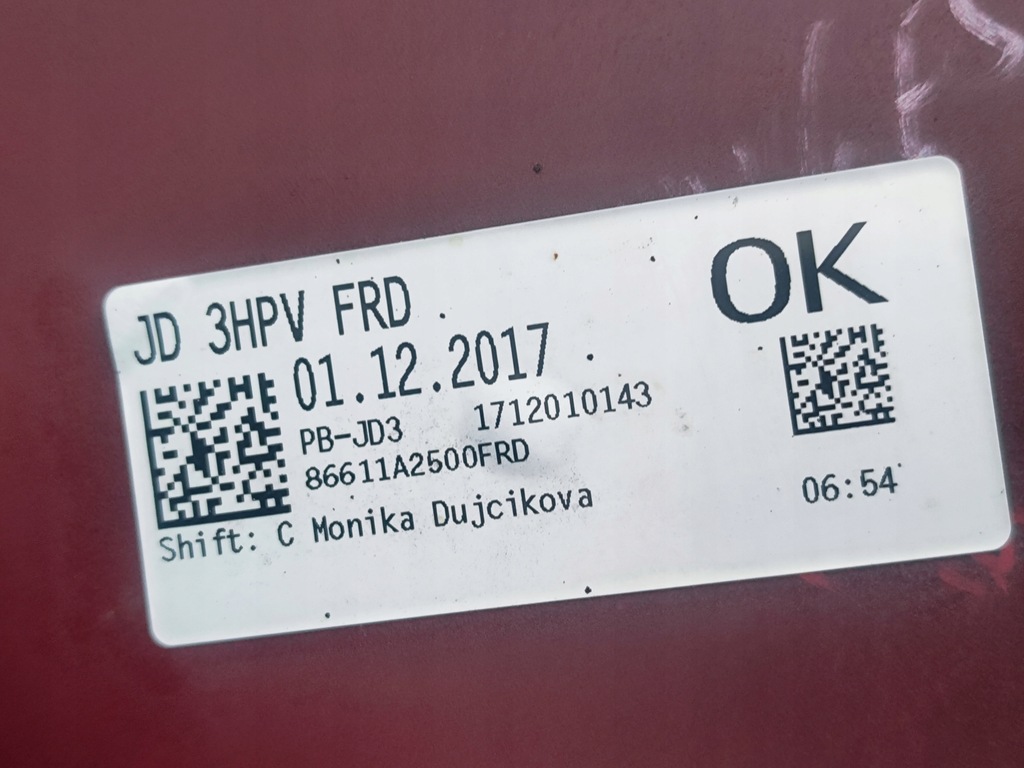 JD 3HPV FRD
OK
01.12.2017
PB-JD3 1712010143
86611A2500FRD
06:54
Shift: C Monika Dujcikova